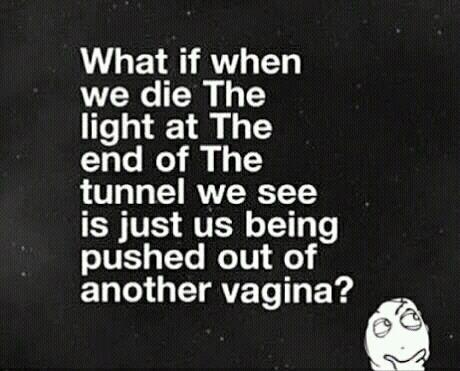 What if when
we die The
light at The
end of The
tunnel we see
is just us being
pushed out of
another vagina?